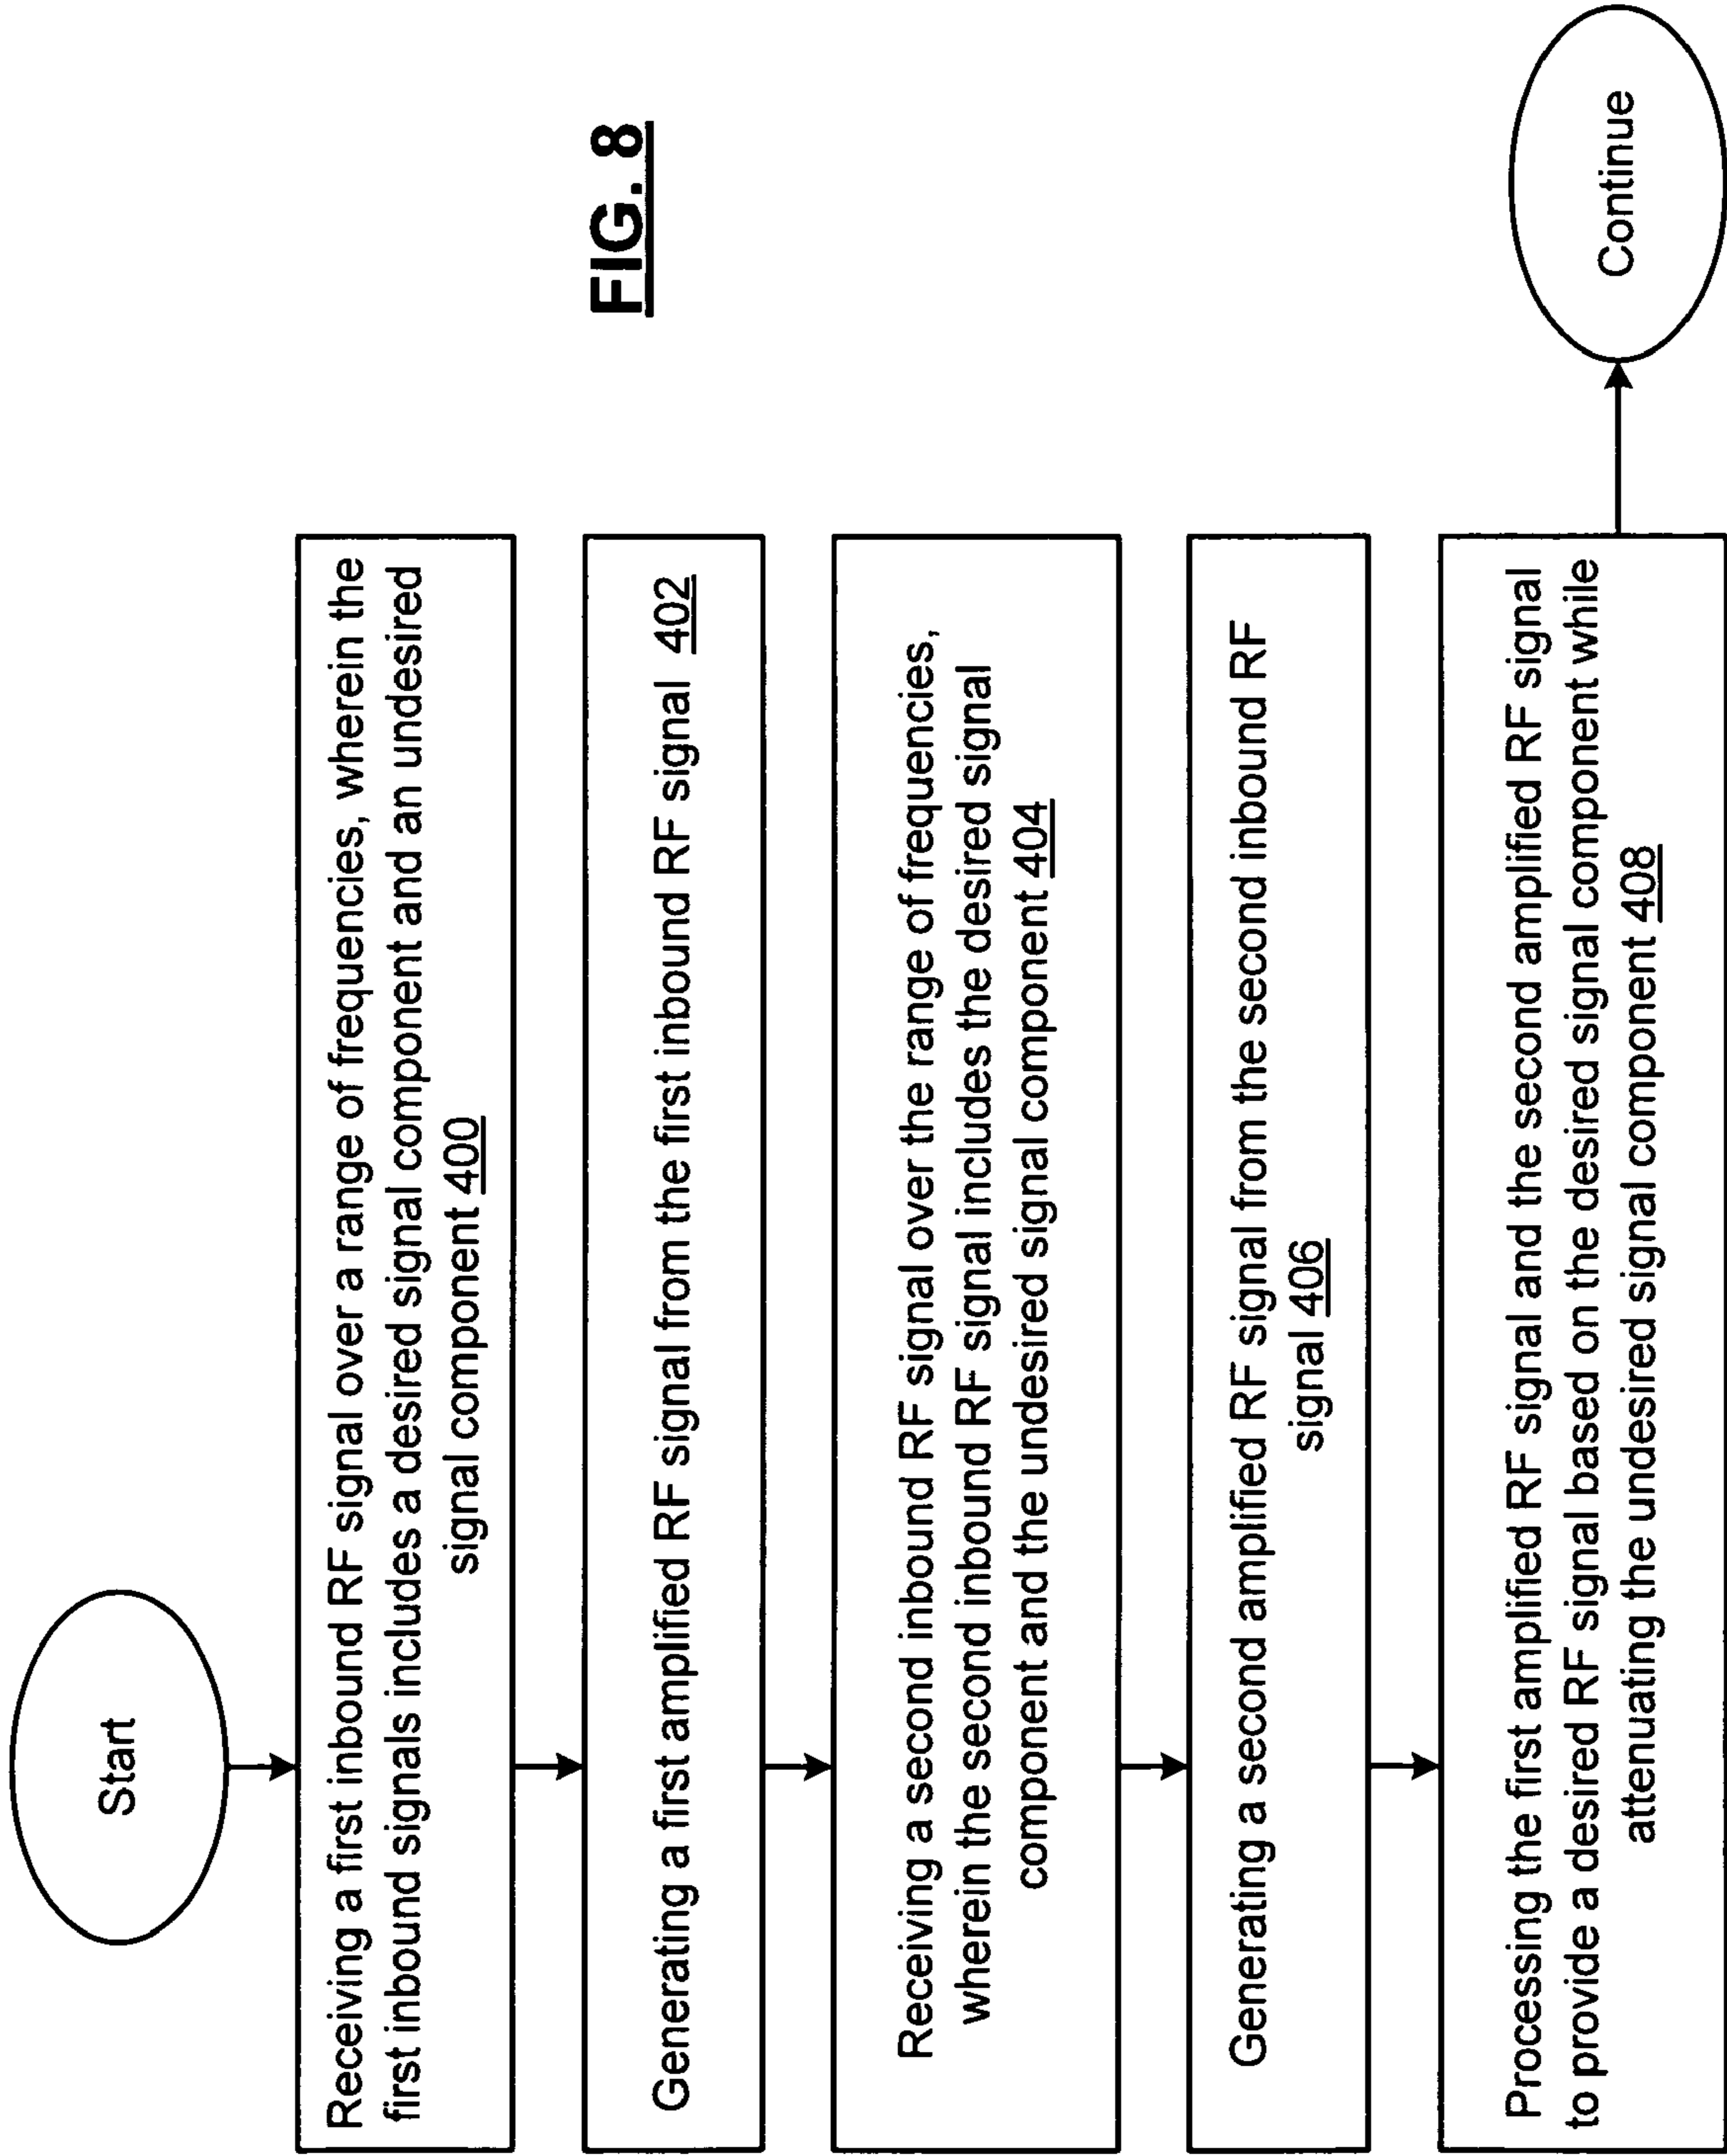 Start
Receiving a first inbound RF signal over a range of frequencies, wherein the
first inbound signals includes a desired signal component and an undesired
signal component 400
Generating a first amplified RF signal from the first inbound RF signal 402
Receiving a second inbound RF signal over the range of frequencies,
wherein the second inbound RF signal includes the desired signal
component and the undesired signal component 404
Generating a second amplified RF signal from the second inbound RF
signal 406
Processing the first amplified RF signal and the second amplified RF signal
to provide a desired RF signal based on the desired signal component while
attenuating the undesired signal component 408
Continue
FIG. 8